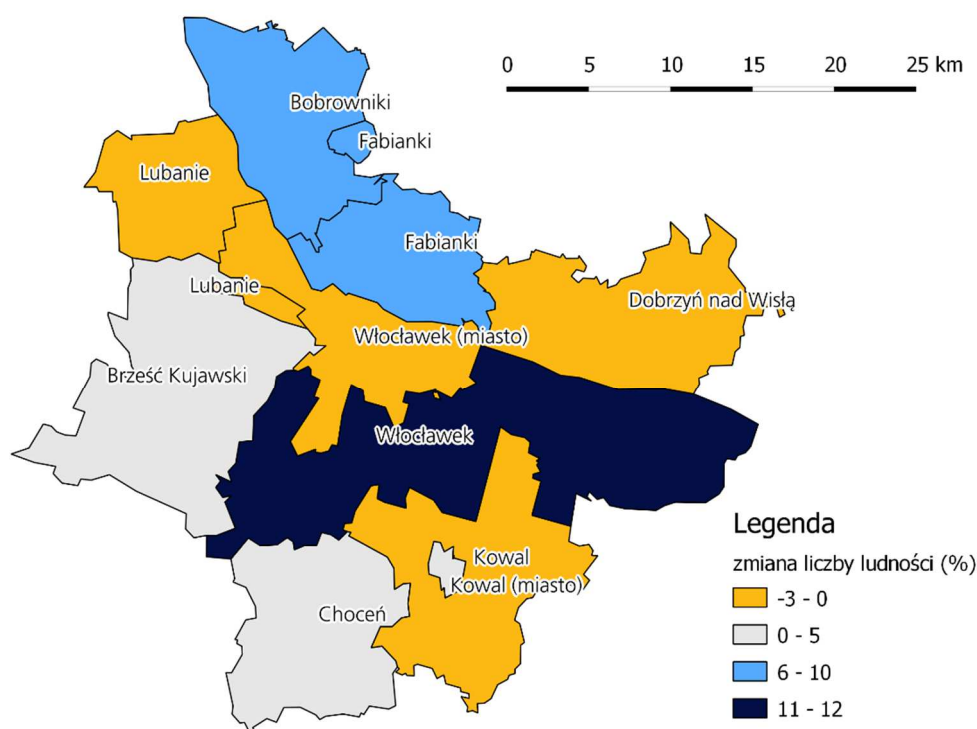 0 5 10 15 20 25 km
Bobrowniki
Fabianki
Lubanie
Fabianki
Lubanie
Dobrzyń nad Wisłą
Włocławek (miasto)
Brześć Kujawski
Włocławek
Kowal
Kowal (miasto)
Choceń
Legenda
zmiana liczby ludności (%)
-3 - 0
0 - 5
6 - 10
11 - 12